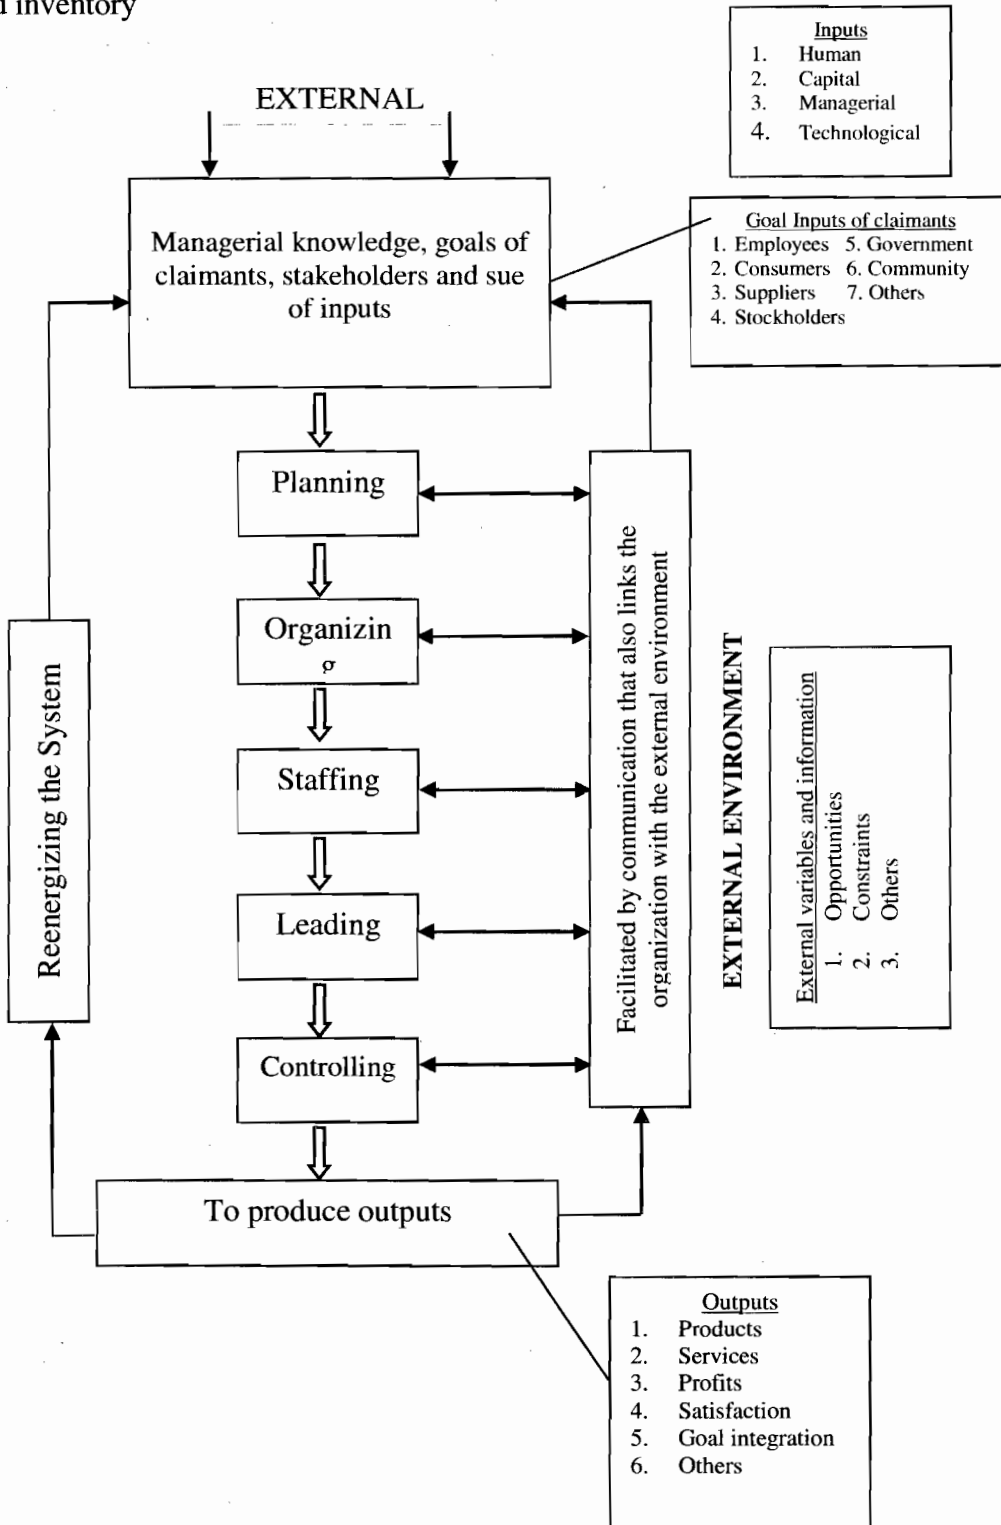 inventory
EXTERNAL
Inputs
1. Human
2. Capital
3. Managerial
4. Technological
Managerial knowledge, goals of
claimants, stakeholders and sue
of inputs
Goal Inputs of claimants
1. Employees 5. Government
2. Consumers 6. Community
3. Suppliers 7. Others
4. Stockholders
Planning
Organizin
g
Staffing
Leading
Controlling
To produce outputs
Reenergizing the System
Facilitated by communication that also links the
organization with the external environment
EXTERNAL ENVIRONMENT
External variables and information
1. Opportunities
2. Constraints
3. Others
Outputs
1. Products
2. Services
3. Profits
4. Satisfaction
5. Goal integration
6. Others